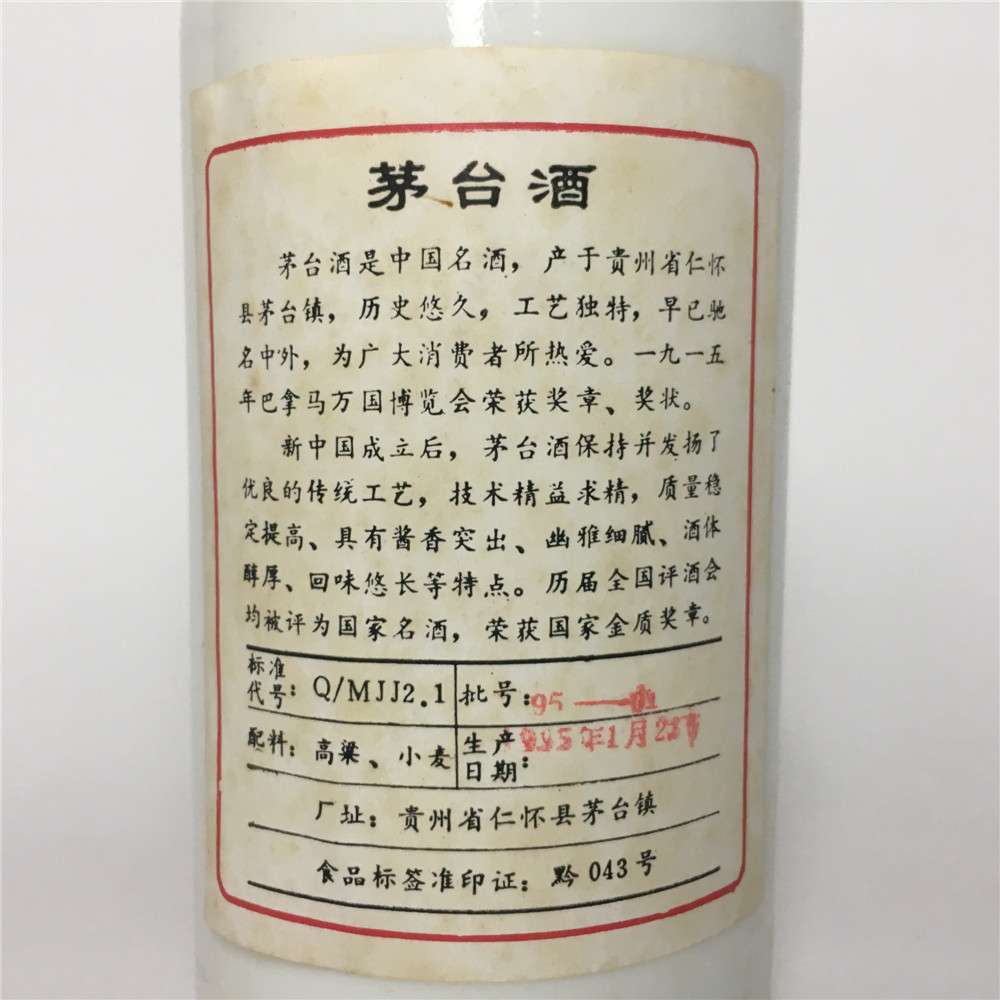 茅台酒
茅台酒是中国名酒，产于贵州省仁怀
县茅台镇，历史悠久，工艺独特，早已驰
名中外，为广大消费者所热爱。一九一五
年巴拿马万国博览会荣获奖章、奖状。
新中国成立后，茅台酒保持并发扬了
优良的传统工艺，技术精益求精，质量稳
定提高、具有酱香突出、幽雅细腻、酒体
醇厚、回味悠长等特点。历届全国评酒会
均被评为国家名酒，荣获国家金质奖章。
标准代号：Q/MJJ2.1 批号：95—
配料：高粱、小麦 生产日期：1995年1月
厂址：贵州省仁怀县茅台镇
食品标签准印证：黔043号